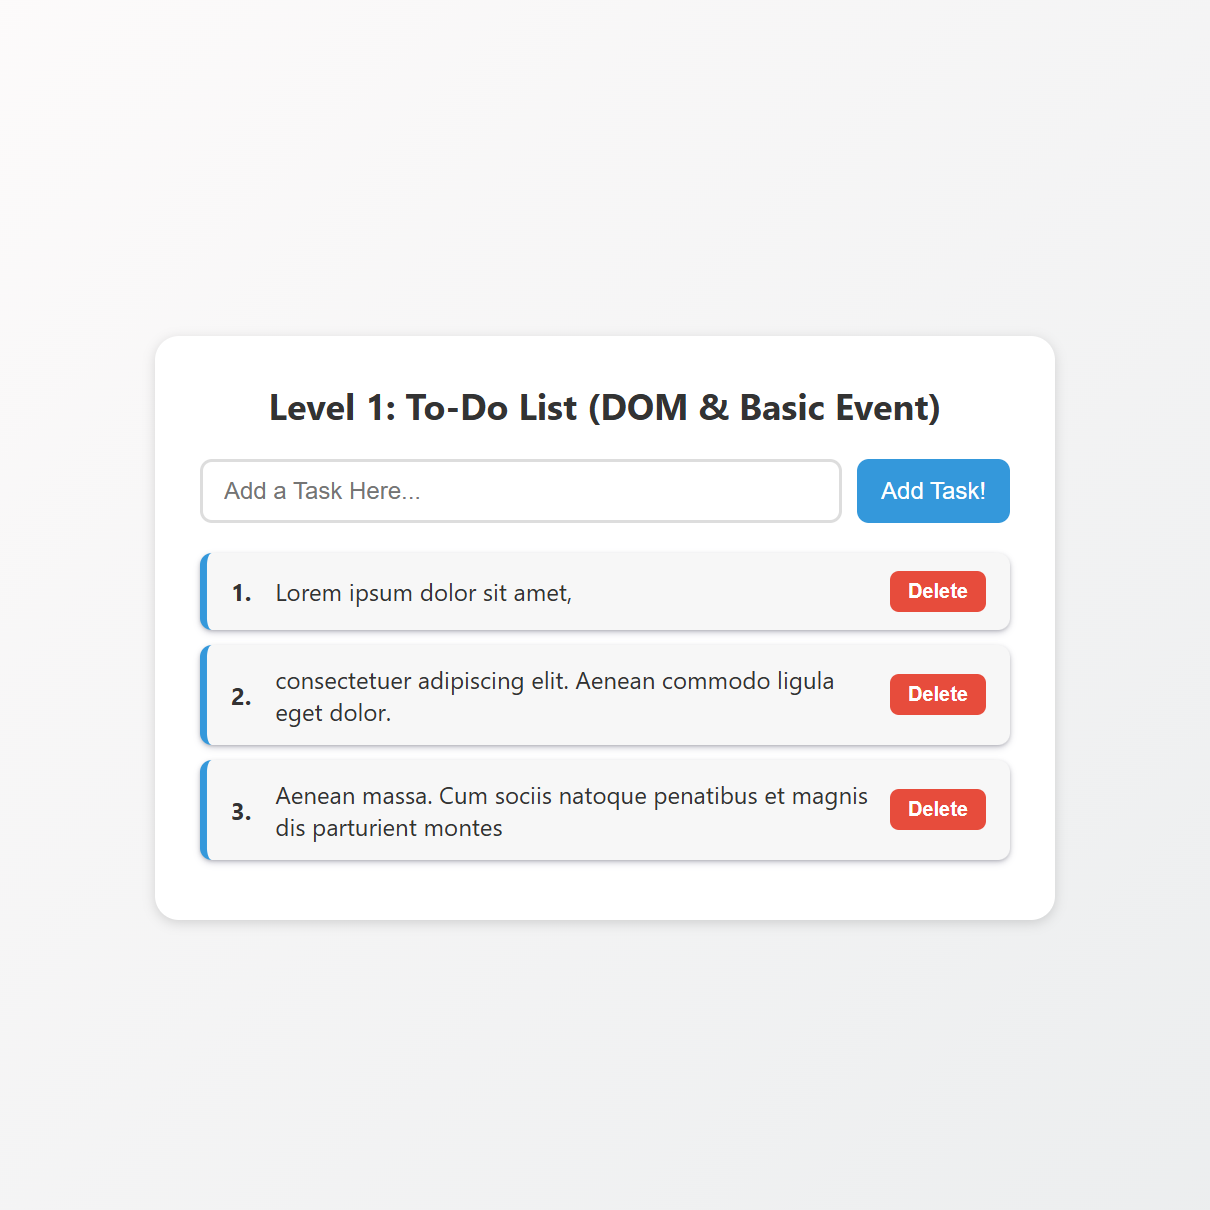 Level 1: To-Do List (DOM & Basic Event)
Add a Task Here...
Add Task!
1.
Lorem ipsum dolor sit amet,
Delete
2.
consectetuer adipiscing elit. Aenean commodo ligula
eget dolor.
Delete
3.
Aenean massa. Cum sociis natoque penatibus et magnis
dis parturient montes
Delete